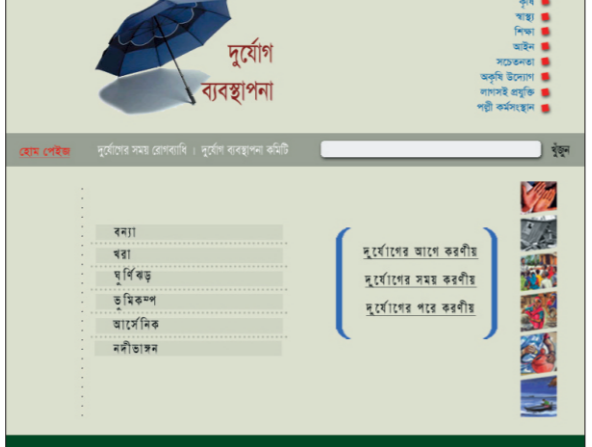 কৃষি
স্বাস্থ্য
শিক্ষা
আইন
সচেতনতা
অকৃষি উদ্যোগ
লাগসই প্রযুক্তি
পল্লী কর্মসংস্থান
দুর্যোগ
ব্যবস্থাপনা
হোম পেইজ দুর্যোগের সময় রোগব্যাধি । দুর্যোগ ব্যবস্থাপনা কমিটি খুঁজুন
বন্যা
খরা
ঘুর্ণিঝড়
ভূমিকম্প
আর্সেনিক
নদীভাঙ্গন
দুর্যোগের আগে করণীয়
দুর্যোগের সময় করণীয়
দুর্যোগের পরে করণীয়